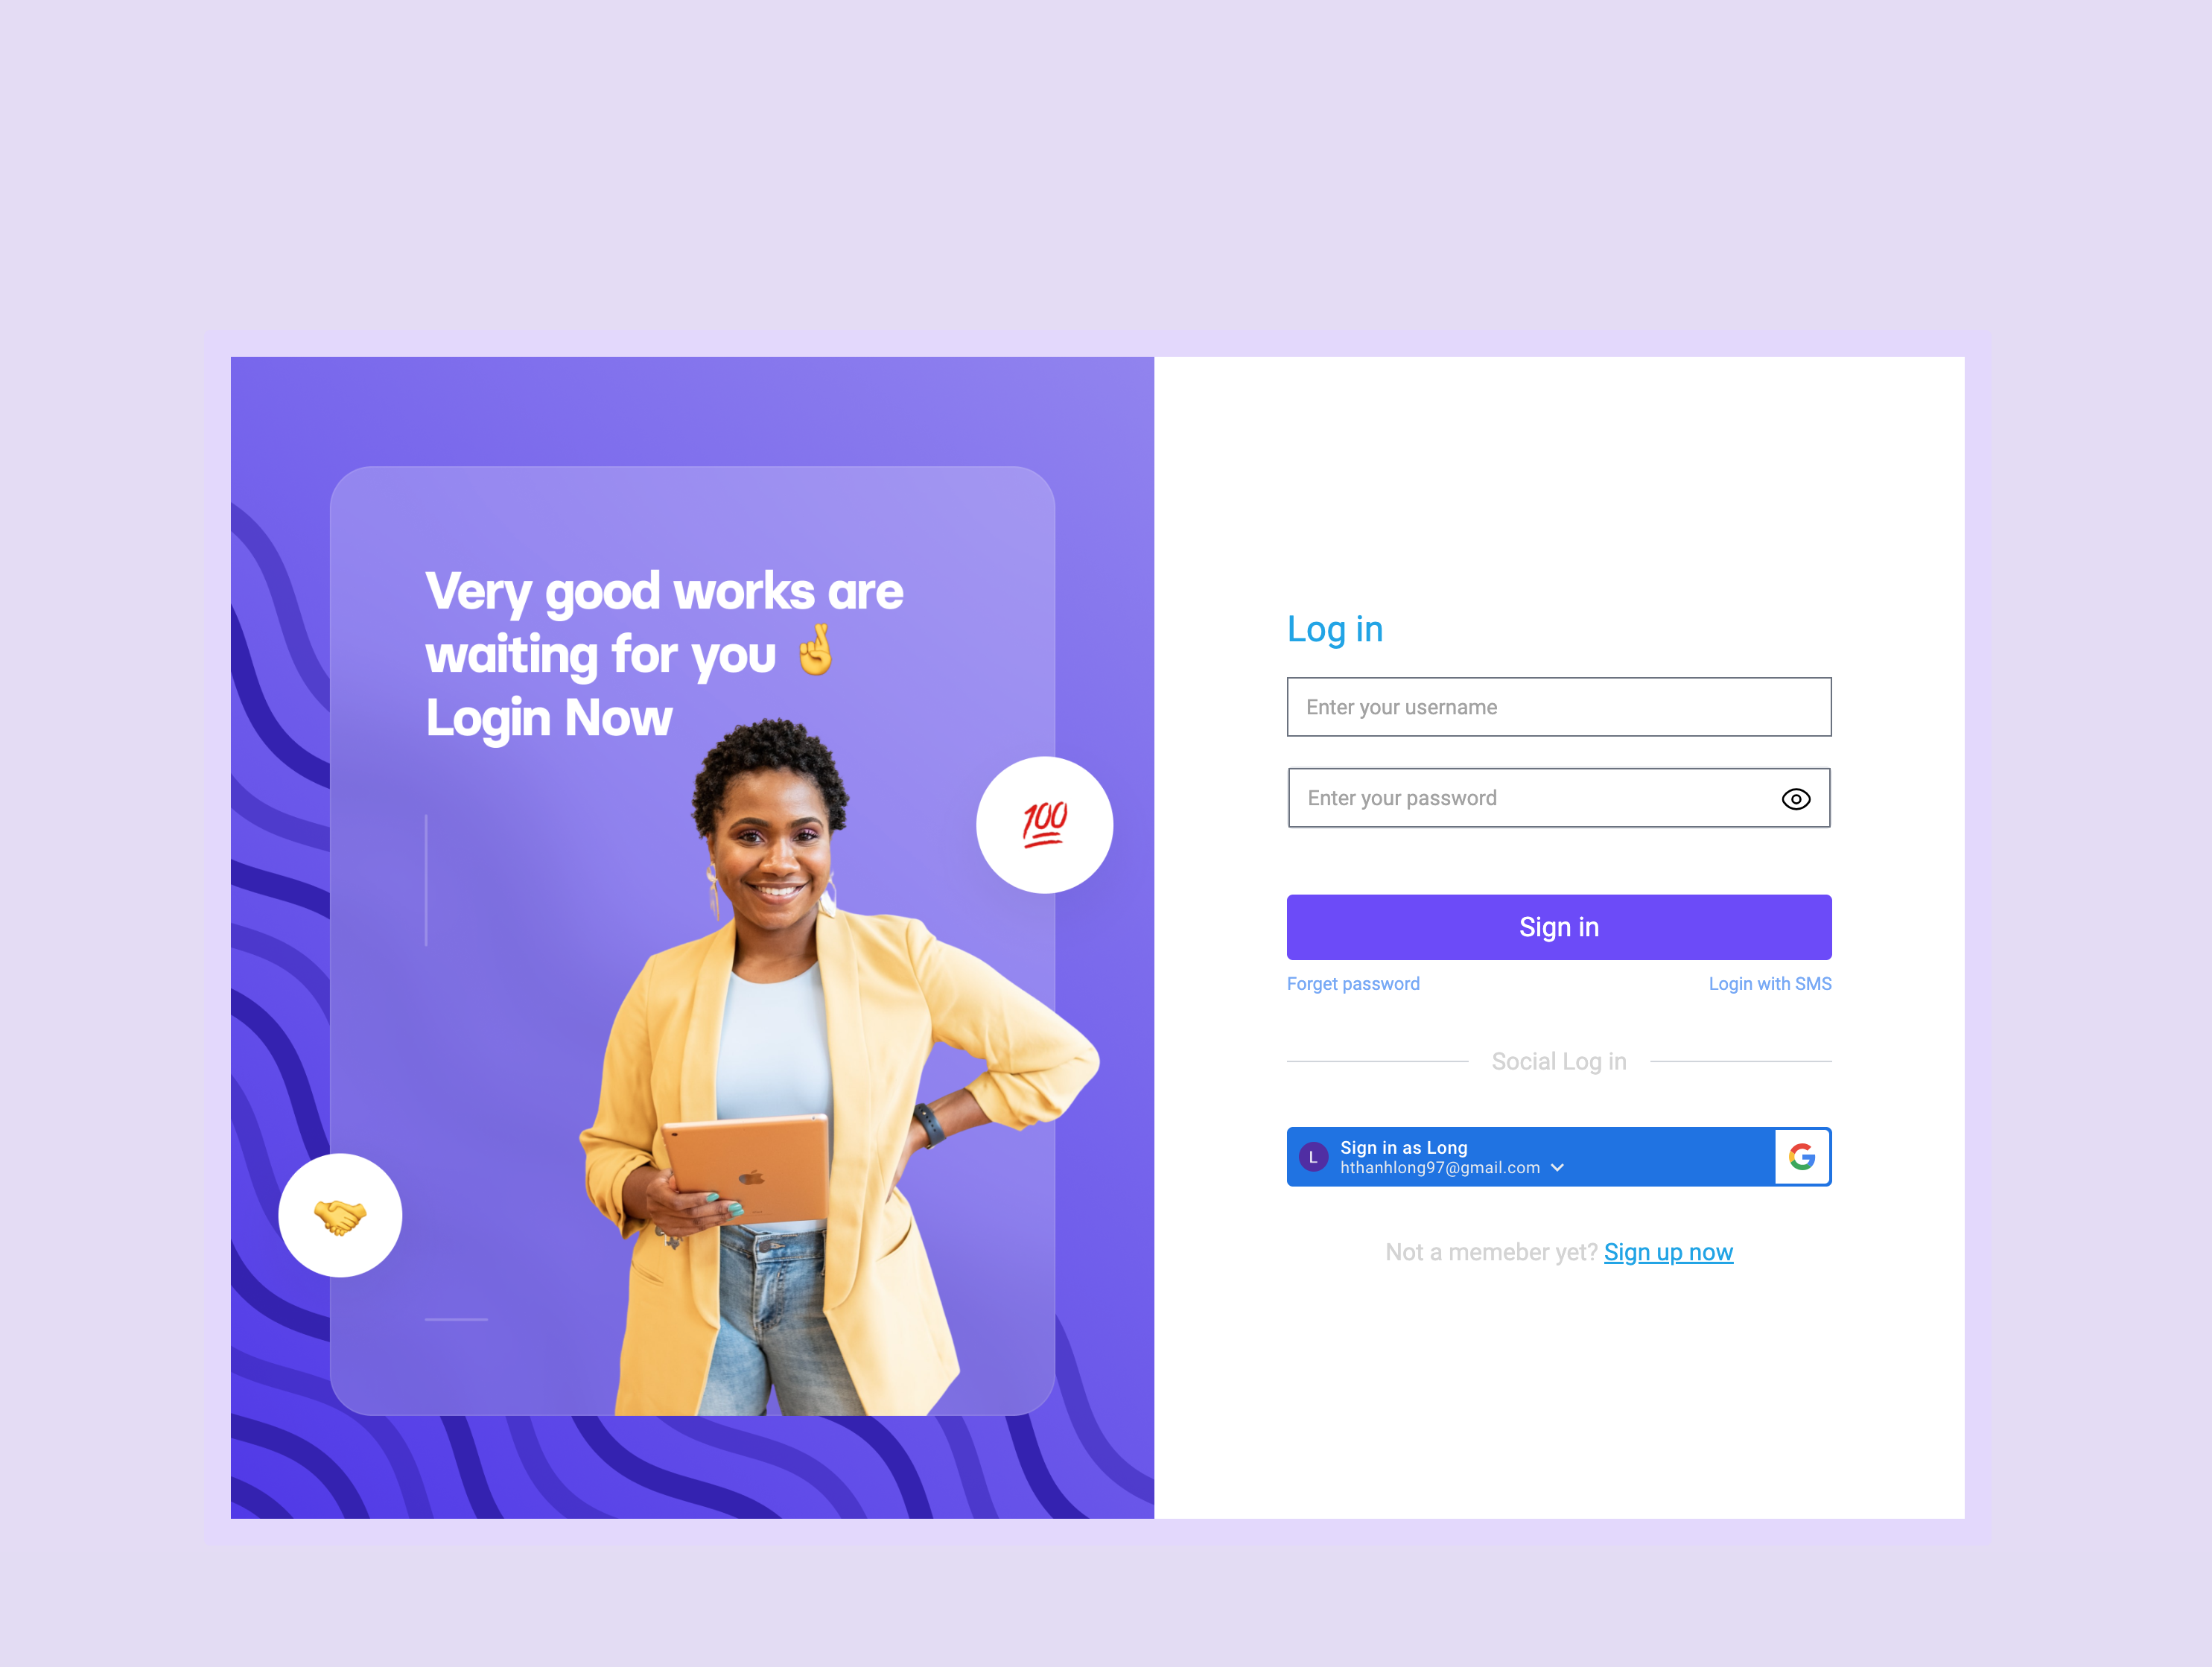 Very good works are
waiting for you 🤞
Login Now
💯
Log in
Enter your username
Enter your password
Sign in
Forget password
Login with SMS
Social Log in
L
Sign in as Long
hthanhlong97@gmail.com
G
Not a memeber yet? Sign up now